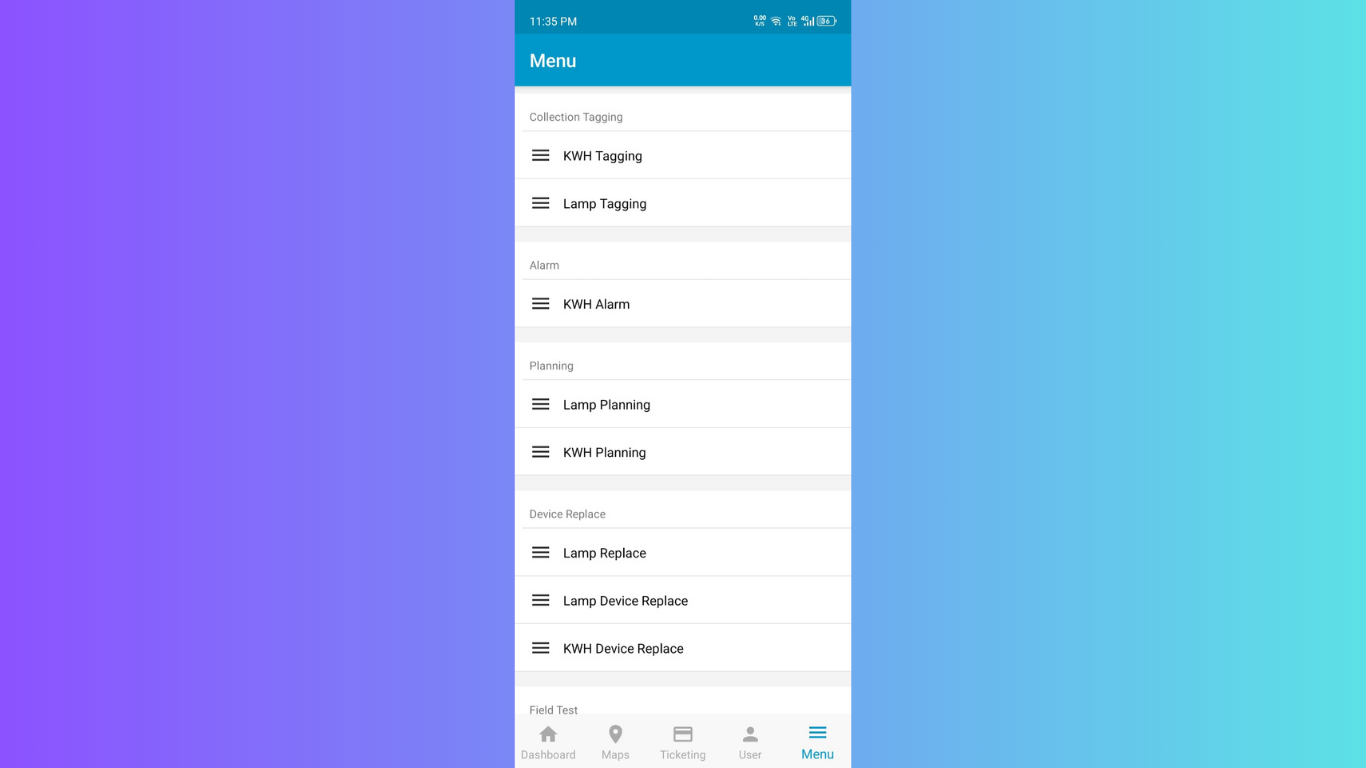 11:35 PM 0.00 K/S Vo LTE 4G 36
Menu
Collection Tagging
KWH Tagging
Lamp Tagging
Alarm
KWH Alarm
Planning
Lamp Planning
KWH Planning
Device Replace
Lamp Replace
Lamp Device Replace
KWH Device Replace
Field Test
Dashboard Maps Ticketing User Menu